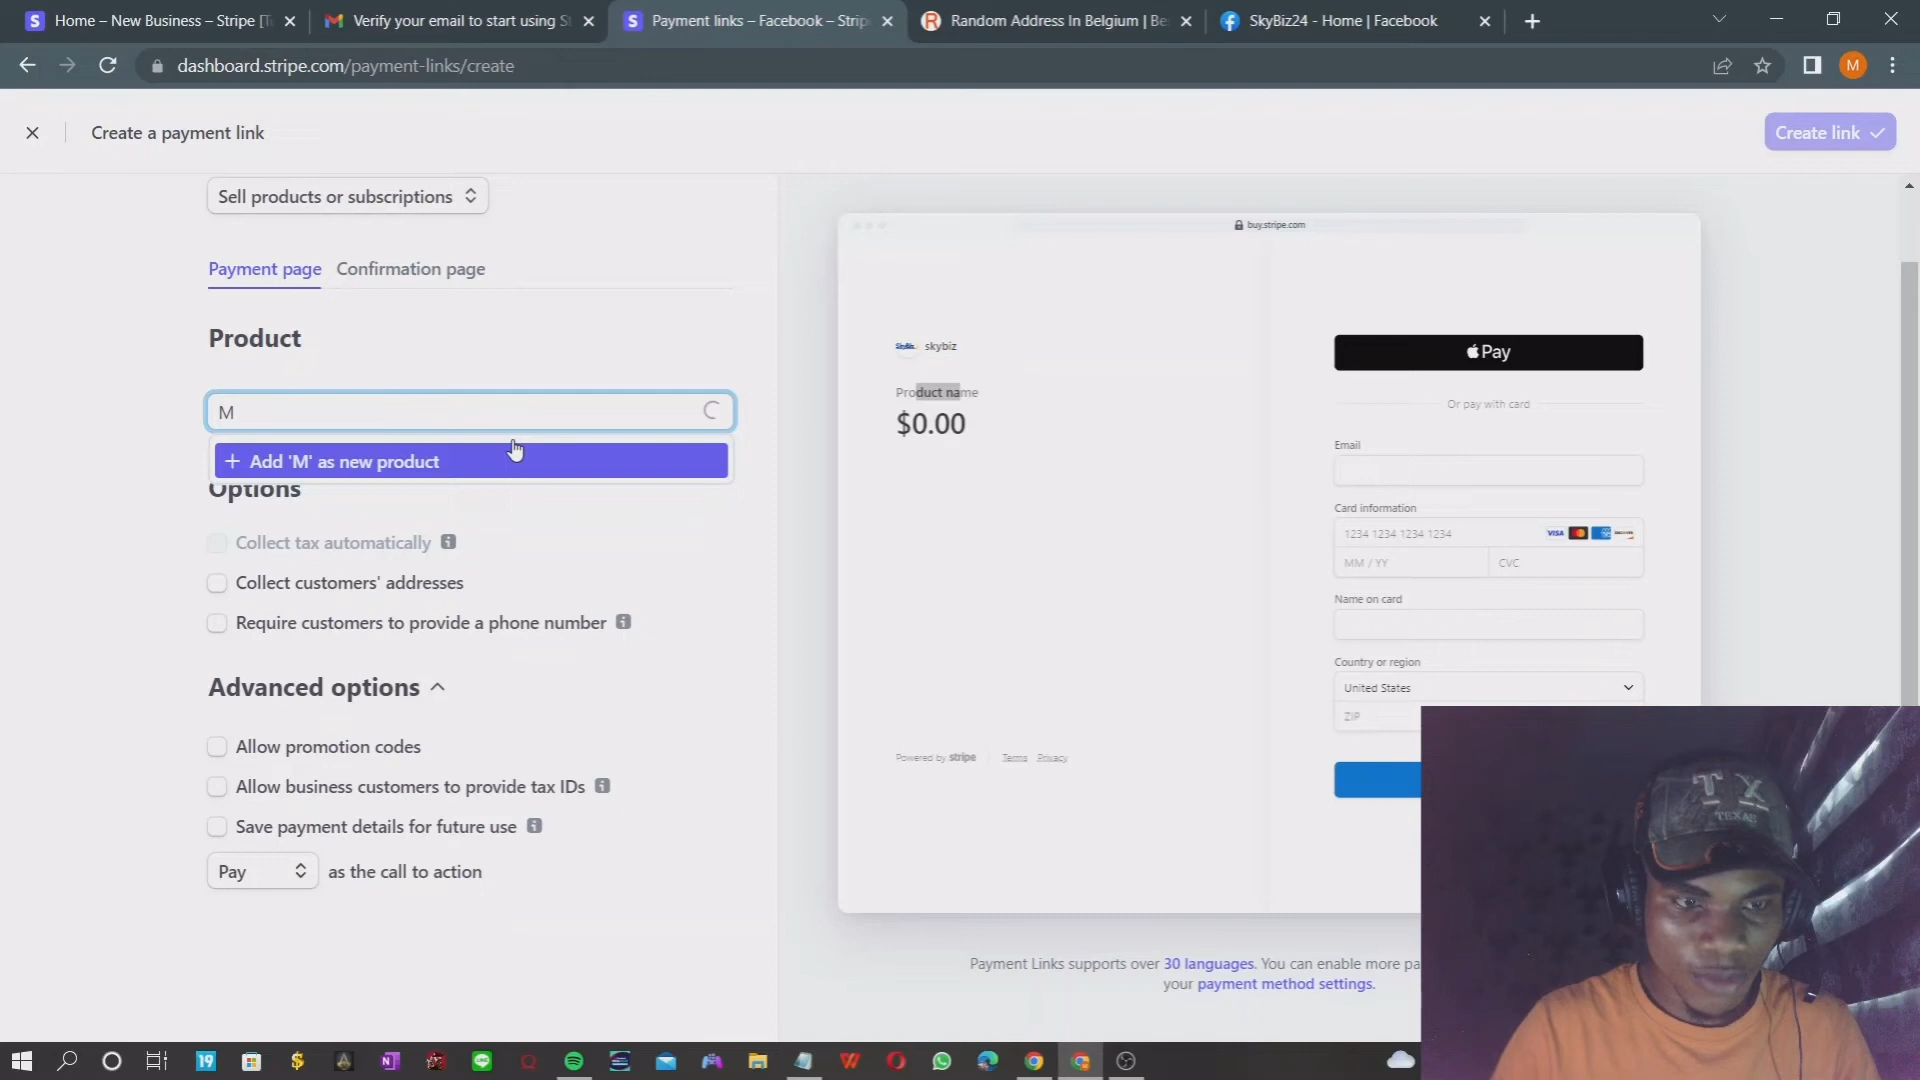 Home – New Business – Stripe [T
Verify your email to start using S
Payment links – Facebook – Strip
Random Address In Belgium | Be
SkyBiz24 - Home | Facebook
dashboard.stripe.com/payment-links/create
M
Create a payment link
Create link
Sell products or subscriptions
Payment page
Confirmation page
Product
M
+ Add 'M' as new product
Options
Collect tax automatically
Collect customers' addresses
Require customers to provide a phone number
Advanced options
Allow promotion codes
Allow business customers to provide tax IDs
Save payment details for future use
Pay
as the call to action
buy.stripe.com
skybiz
Product name
$0.00
Powered by stripe
Terms
Privacy
Pay
Or pay with card
Email
Card information
1234 1234 1234 1234
VISA
MM / YY
CVC
Name on card
Country or region
United States
ZIP
Payment Links supports over 30 languages. You can enable more pa
your payment method settings.
TX
TEXAS
19